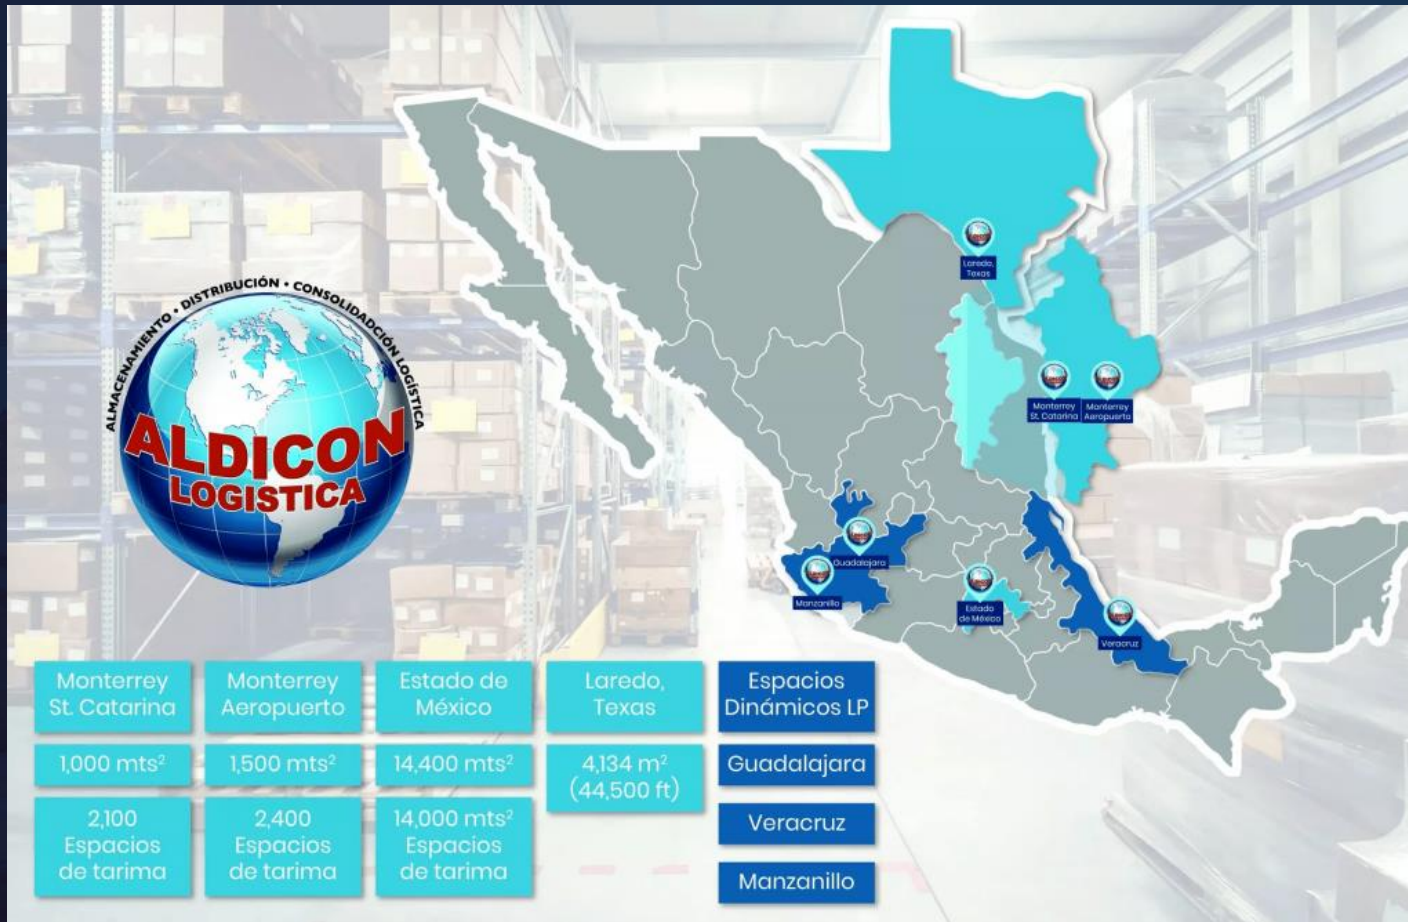 ALMACENAMIENTO • DISTRIBUCIÓN • CONSOLIDADCIÓN LOGÍSTICA
ALDICON
LOGISTICA
Laredo,
Texas
Monterrey
St. Catarina
Monterrey
Aeropuerto
Guadalajara
Manzanillo
Estado
de México
Veracruz
Monterrey
St. Catarina
1,000 mts²
2,100
Espacios
de tarima
Monterrey
Aeropuerto
1,500 mts²
2,400
Espacios
de tarima
Estado de
México
14,400 mts²
14,000 mts²
Espacios
de tarima
Laredo,
Texas
4,134 m²
(44,500 ft)
Espacios
Dinámicos LP
Guadalajara
Veracruz
Manzanillo